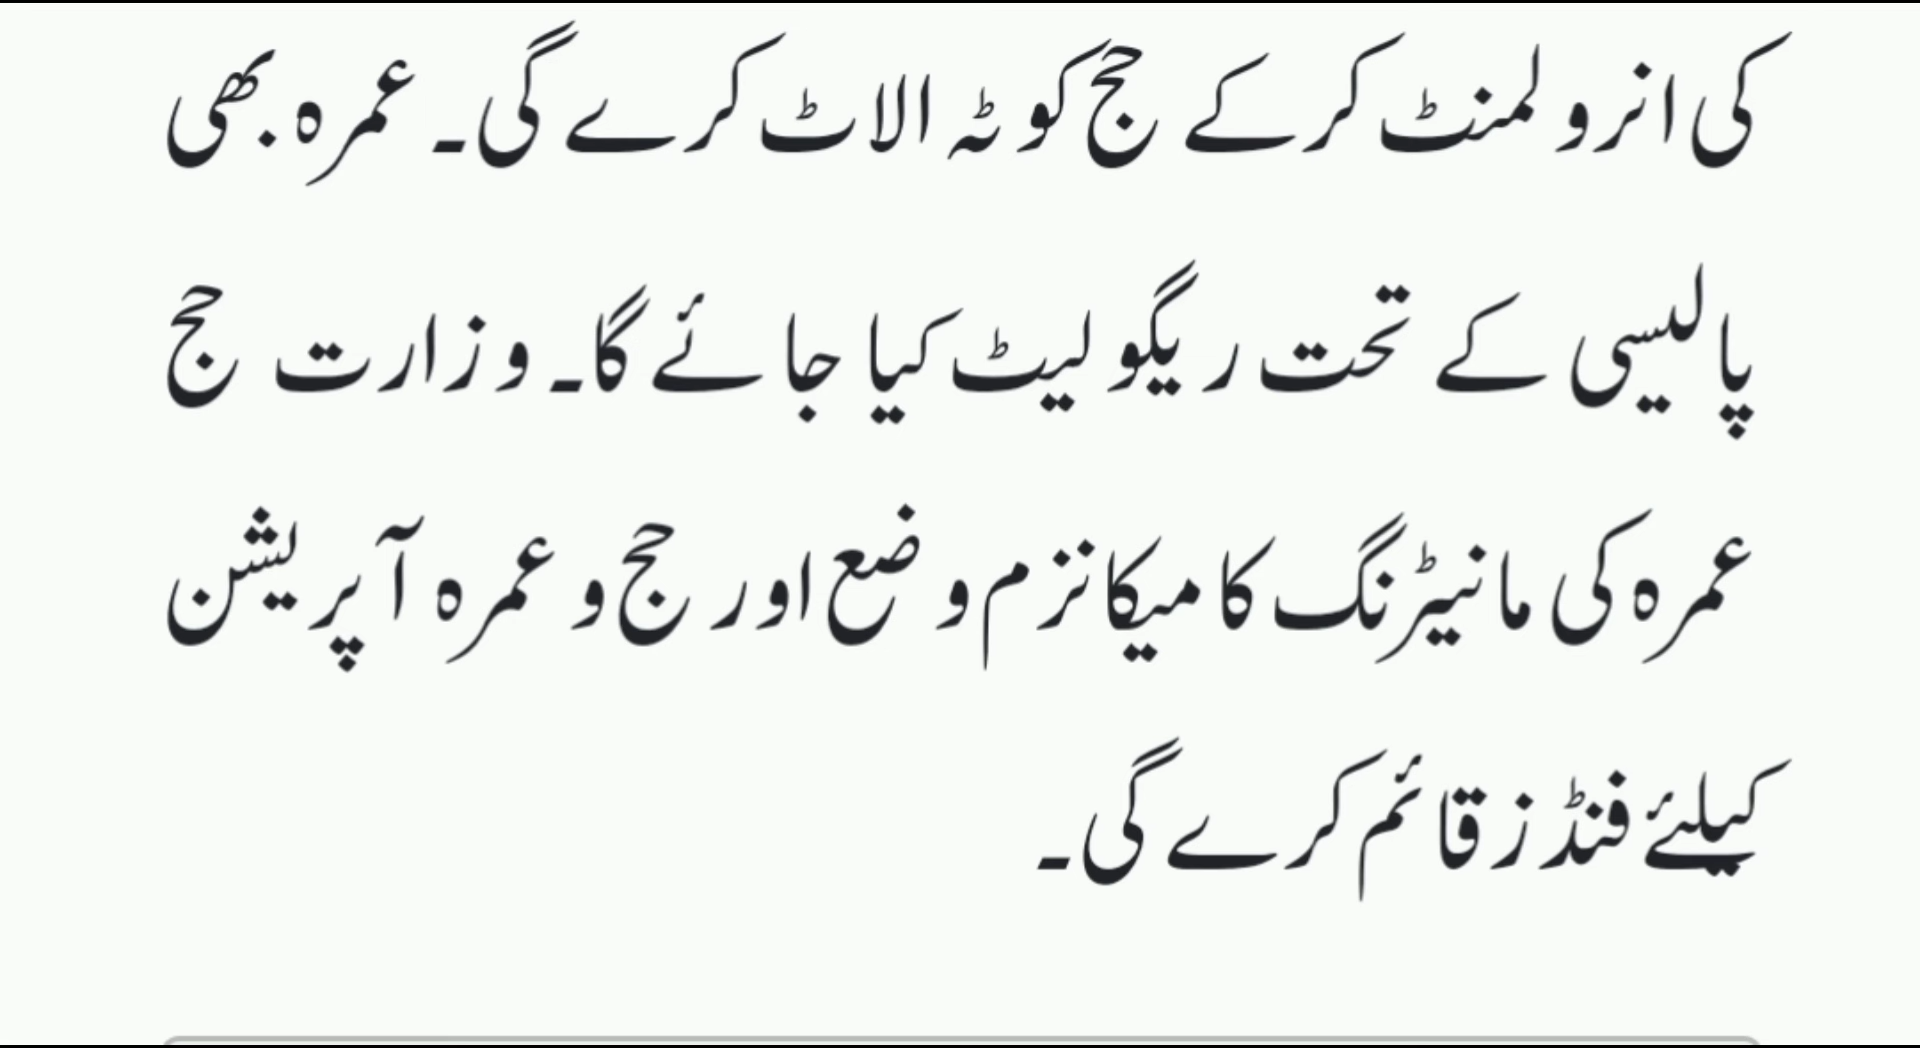 کی انرولمنٹ کرکے حج کوٹہ الاٹ کرے گی۔ عمرہ بھی
پالیسی کے تحت ریگولیٹ کیا جائے گا۔ وزارت حج
عمرہ کی مانیٹرنگ کا میکانزم وضع اور حج و عمرہ آپریشن
کیلئے فنڈز قائم کرے گی۔